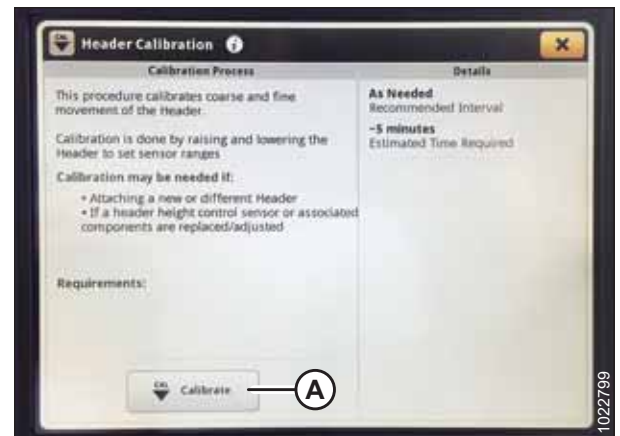 CAL
Header Calibration i
Calibration Process
Details
This procedure calibrates coarse and fine
movement of the Header.
Calibration is done by raising and lowering the
Header to set sensor ranges
Calibration may be needed if:
• Attaching a new or different Header
• If a header height control sensor or associated
components are replaced/adjusted
Requirements:
As Needed
Recommended Interval
~5 minutes
Estimated Time Required
CAL
Calibrate
A
1022799